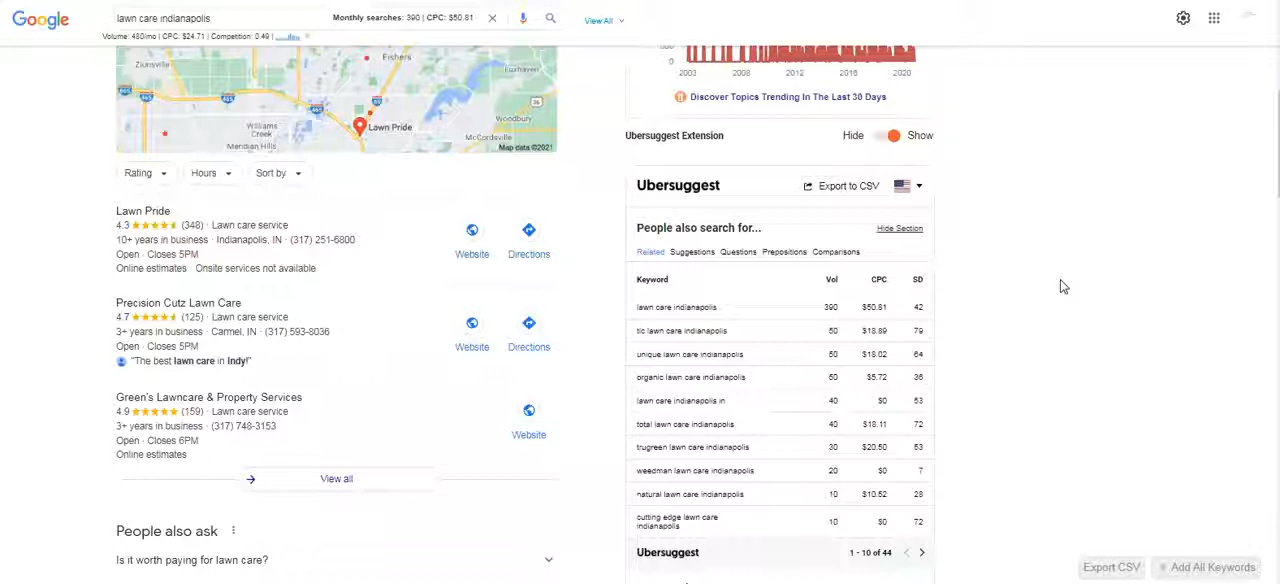 Google
lawn care indianapolis
Monthly searches: 390 | CPC: $50.81
View All
Volume: 480/mo | CPC: $24.71 | Competition: 0.49 |
Zionsville
Fishers
465
465
465
69
36
Woodbury
Williams Creek
Lawn Pride
McCordsville
Meridian Hills
Map data ©2021
Rating
Hours
Sort by
Lawn Pride
4.3 (348) · Lawn care service
10+ years in business · Indianapolis, IN · (317) 251-6800
Open · Closes 5PM
Online estimates · Onsite services not available
Website
Directions
Precision Cutz Lawn Care
4.7 (125) · Lawn care service
3+ years in business · Carmel, IN · (317) 593-8036
Open · Closes 5PM
"The best lawn care in Indy!"
Website
Directions
Green's Lawncare & Property Services
4.9 (159) · Lawn care service
3+ years in business · (317) 748-3153
Open · Closes 6PM
Online estimates
Website
View all
People also ask
Is it worth paying for lawn care?
0
2003 2008 2012 2016 2020
Discover Topics Trending In The Last 30 Days
Ubersuggest Extension
Hide Show
Ubersuggest
Export to CSV
People also search for...
Hide Section
Related Suggestions Questions Prepositions Comparisons
Keyword Vol CPC SD
lawn care indianapolis 390 $50.81 42
tlc lawn care indianapolis 50 $18.89 79
unique lawn care indianapolis 50 $18.02 64
organic lawn care indianapolis 50 $5.72 36
lawn care indianapolis in 40 $0 53
total lawn care indianapolis 40 $18.11 72
trugreen lawn care indianapolis 30 $20.50 53
weedman lawn care indianapolis 20 $0 7
natural lawn care indianapolis 10 $10.52 28
cutting edge lawn care indianapolis 10 $0 72
Ubersuggest
1 - 10 of 44
Export CSV
Add All Keywords